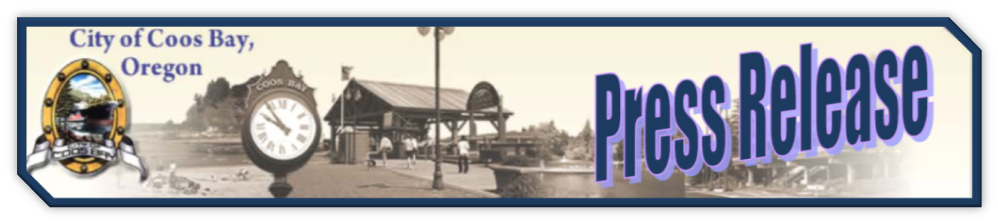 City of Coos Bay,
Oregon
COOS BAY
Press Release